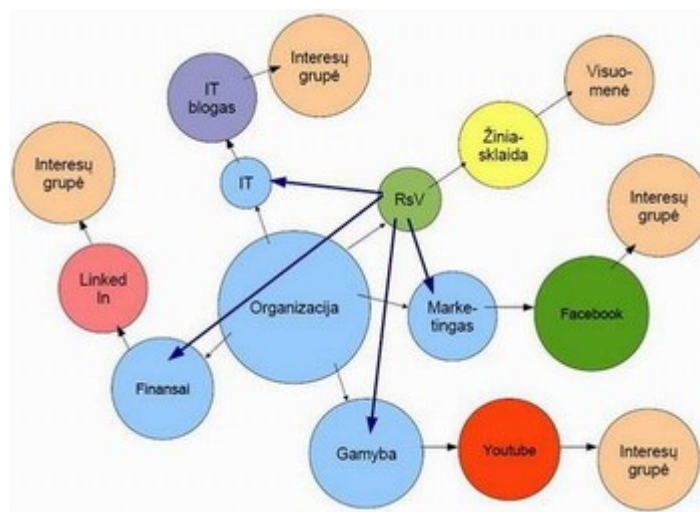 Interesų
grupė
IT
blogas
Visuo-
menė
Žinia-
sklaida
Interesų
grupė
IT
RsV
Interesų
grupė
Linked
In
Organizacija
Marke-
tingas
Facebook
Finansai
Gamyba
Youtube
Interesų
grupė